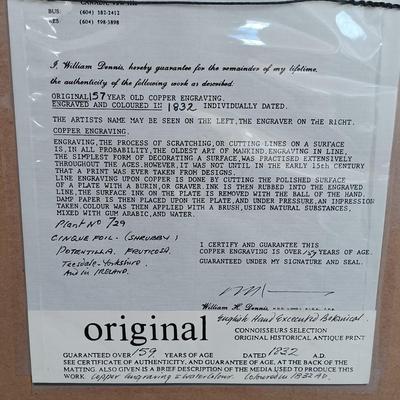 CANADA,
BUS: (604) 382-2412
RES (604) 598-3898
I, William Dennis, hereby guarantee for the remainder of my lifetime,
the authenticity of the following work as described.
ORIGINAL 157 YEAR OLD COPPER ENGRAVING.
ENGRAVED AND COLOURED IN 1832 INDIVIDUALLY DATED.
THE ARTISTS NAME MAY BE SEEN ON THE LEFT, THE ENGRAVER ON THE RIGHT.
COPPER ENGRAVING:
ENGRAVING, THE PROCESS OF SCRATCHING, OR CUTTING LINES ON A SURFACE
IS, IN ALL PROBABILITY, THE OLDEST ART OF MANKIND, ENGRAVING IN LINE,
THE SIMPLEST FORM OF DECORATING A SURFACE, WAS PRACTISED EXTENSIVELY
THROUGHOUT THE AGES. HOWEVER, IT WAS NOT UNTIL IN THE EARLY 15th CENTURY
THAT A PRINT WAS EVER TAKEN FROM DESIGNS.
LINE ENGRAVING UPON COPPER IS DONE BY CUTTING THE POLISHED SURFACE
OF A PLATE WITH A BURIN, OR GRAVER. INK IS THEN RUBBED INTO THE ENGRAVED
LINE, THE SURFACE INK ON THE PLATE IS REMOVED WITH THE BALL OF THE HAND.
DAMP PAPER IS THEN PLACED UPON THE PLATE, AND UNDER PRESSURE, AN IMPRESSION
TAKEN. COLOUR WAS THEN APPLIED WITH A BRUSH, USING NATURAL SUBSTANCES,
MIXED WITH GUM ARABIC, AND WATER.
Plant No 729
CINQUE FOIL - (SHRUBBY) I CERTIFY AND GUARANTEE THIS
POTENTILLA FRUTICOSA COPPER ENGRAVING IS OVER 157 YEARS OF AGE.
Teesdale - Yorkshire GUARANTEED UNDER MY SIGNATURE AND SEAL.
And in IRELAND.
William H. Dennis
English Hand Executed Botanical.
original CONNOISSEURS SELECTION
ORIGINAL HISTORICAL ANTIQUE PRINT
GUARANTEED OVER 159 YEARS OF AGE DATED 1832 A.D.
SEE CERTIFICATE OF AUTHENTICITY, AND GUARANTEE OF AGE, AT THE BACK OF THE
MATTING. ALSO GIVEN IS A BRIEF DESCRIPTION OF THE MEDIA USED TO PRODUCE THIS
WORK. Copper Engraving = WaterColour. Coloured in 1832 AD.